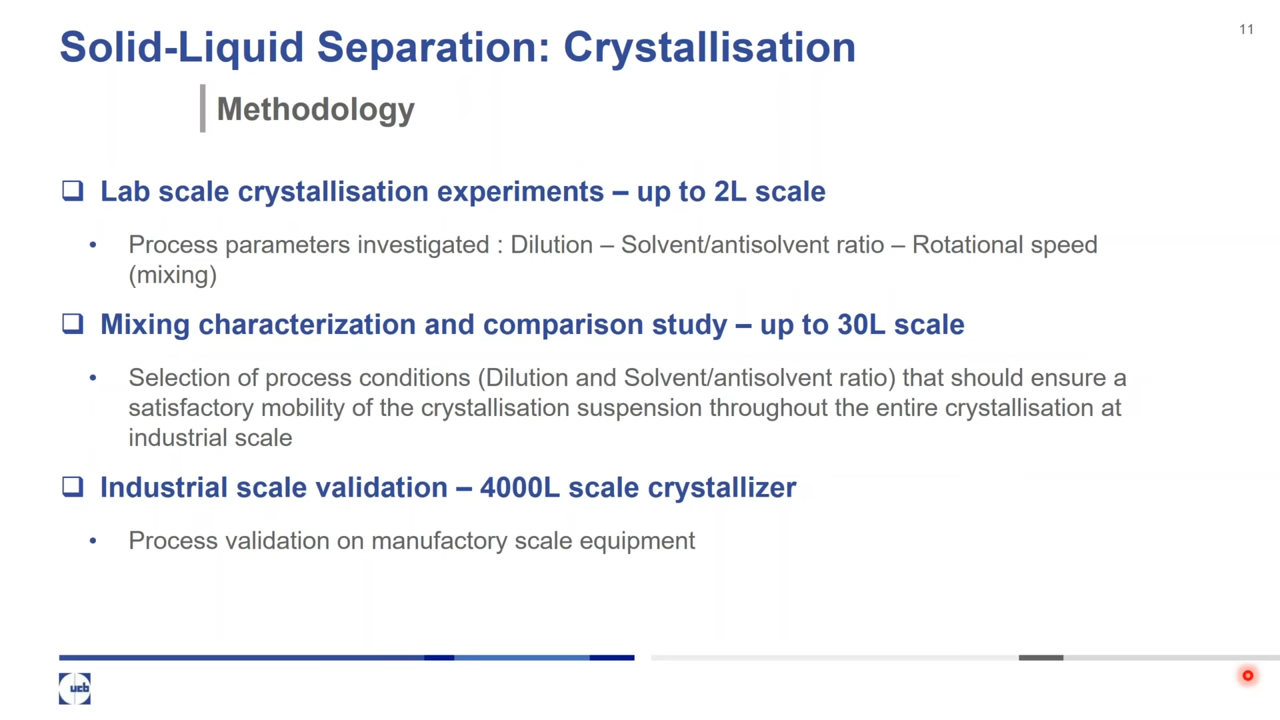 11
Solid-Liquid Separation: Crystallisation
Methodology
❑ Lab scale crystallisation experiments – up to 2L scale
• Process parameters investigated : Dilution – Solvent/antisolvent ratio – Rotational speed
(mixing)
❑ Mixing characterization and comparison study – up to 30L scale
• Selection of process conditions (Dilution and Solvent/antisolvent ratio) that should ensure a
satisfactory mobility of the crystallisation suspension throughout the entire crystallisation at
industrial scale
❑ Industrial scale validation – 4000L scale crystallizer
• Process validation on manufactory scale equipment
ucb